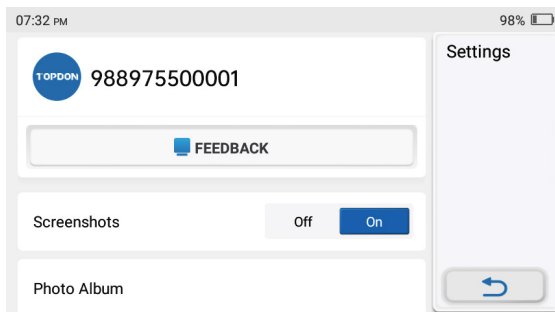 07:32 PM
98%
TOPDON
988975500001
FEEDBACK
Screenshots
Off
On
Photo Album
Settings